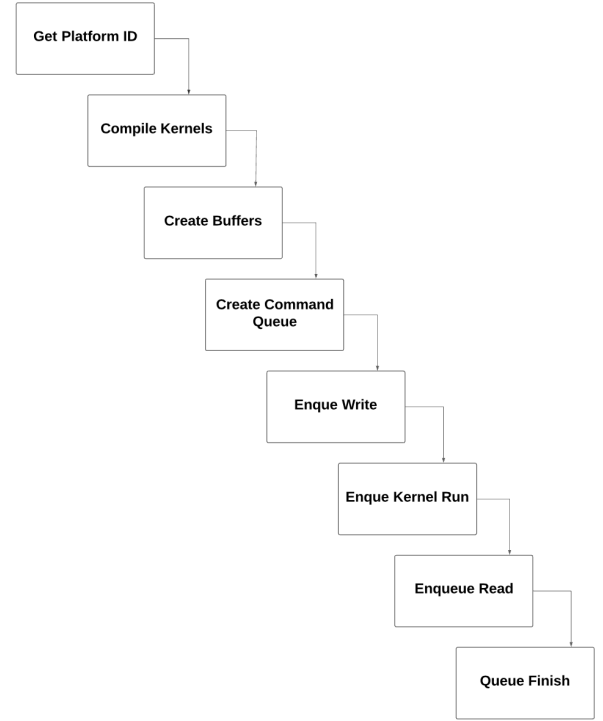 Get Platform ID
Compile Kernels
Create Buffers
Create Command
Queue
Enque Write
Enque Kernel Run
Enqueue Read
Queue Finish